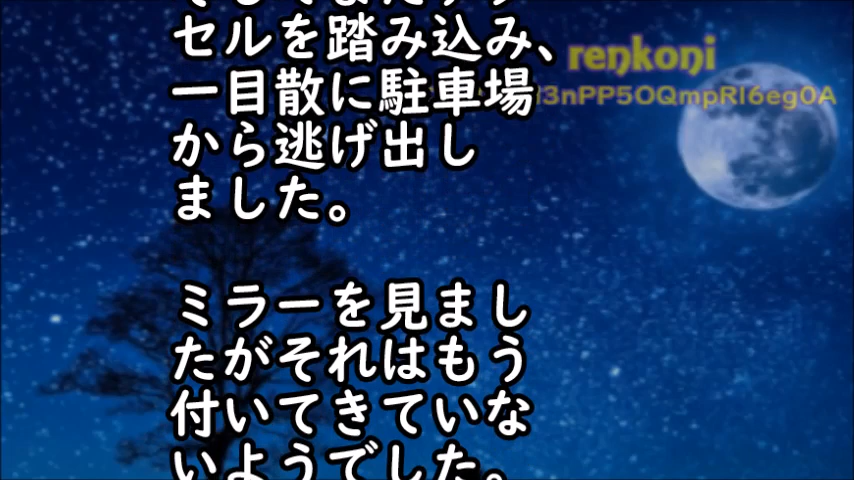 セルを踏み込み、
一目散に駐車場
から逃げ出し
ました。
ミラーを見まし
たがそれはもう
付いてきていな
いようでした。
renkoni
3nPP5OQmpRI6eg0A